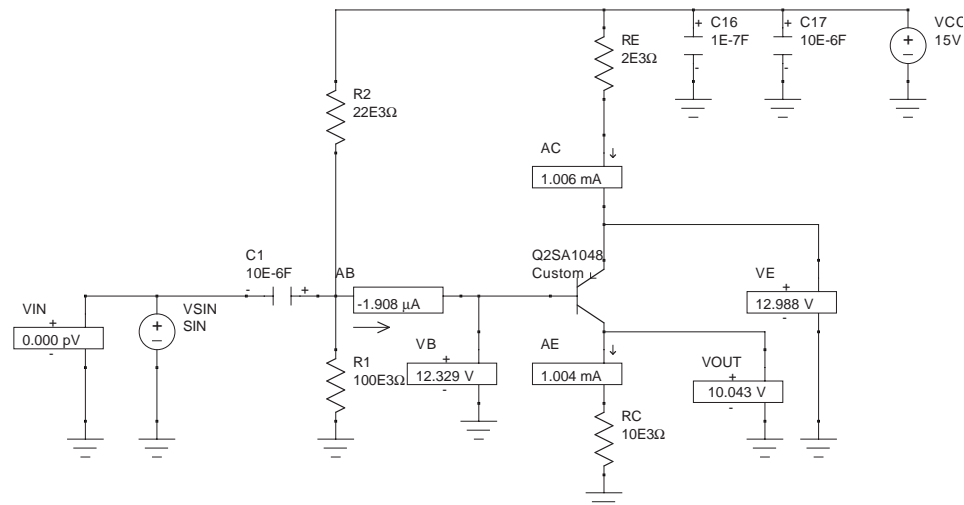 C16
1E-7F
C17
10E-6F
VCC
15V
RE
2E3Ω
R2
22E3Ω
AC
1.006 mA
C1
10E-6F
AB
-1.908 µA
Q2SA1048
Custom
VE
12.988 V
VIN
0.000 pV
VSIN
SIN
R1
100E3Ω
VB
12.329 V
AE
1.004 mA
VOUT
10.043 V
RC
10E3Ω